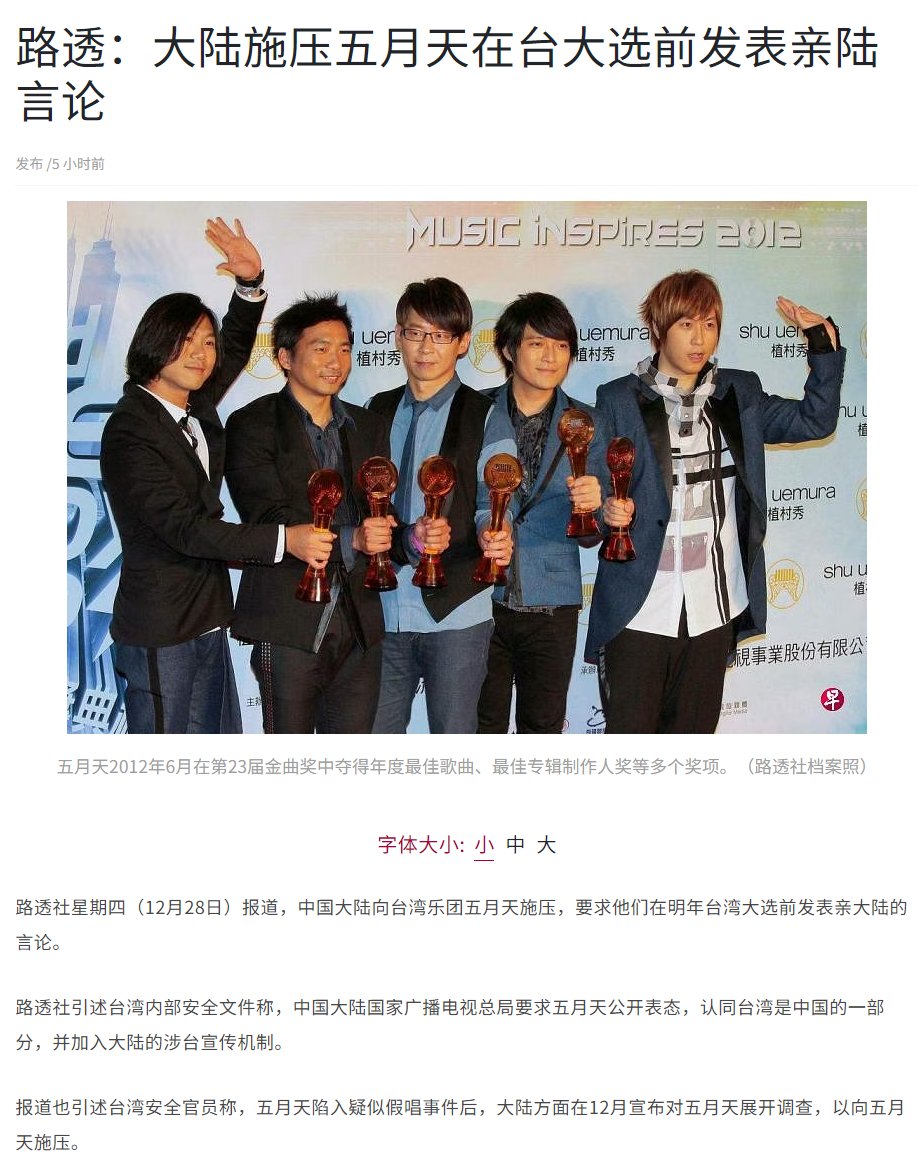 路透：大陆施压五月天在台大选前发表亲陆
言论
发布 /5 小时前
MUSIC iNSPiRES 2012
shu uer
植村秀
uemura
植村秀
shu uer
植村秀
hu u
植
uemura
植村秀
shu u
植
視事業股份有限公
主辦
承辦
早
五月天2012年6月在第23届金曲奖中夺得年度最佳歌曲、最佳专辑制作人奖等多个奖项。（路透社档案照）
字体大小: 小 中 大
路透社星期四（12月28日）报道，中国大陆向台湾乐团五月天施压，要求他们在明年台湾大选前发表亲大陆的
言论。
路透社引述台湾内部安全文件称，中国大陆国家广播电视总局要求五月天公开表态，认同台湾是中国的一部
分，并加入大陆的涉台宣传机制。
报道也引述台湾安全官员称，五月天陷入疑似假唱事件后，大陆方面在12月宣布对五月天展开调查，以向五月
天施压。